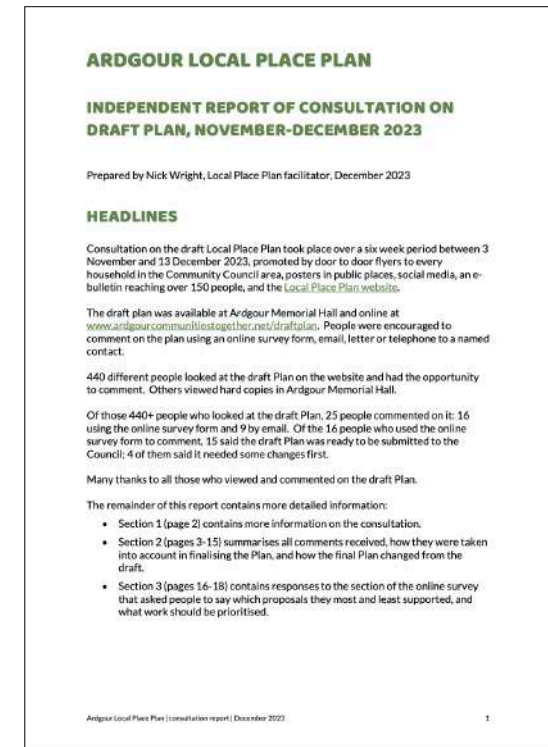 ARDGOUR LOCAL PLACE PLAN
INDEPENDENT REPORT OF CONSULTATION ON
DRAFT PLAN, NOVEMBER-DECEMBER 2023
Prepared by Nick Wright, Local Place Plan facilitator, December 2023
HEADLINES
Consultation on the draft Local Place Plan took place over a six week period between 3
November and 13 December 2023, promoted by door to door flyers to every
household in the Community Council area, posters in public places, social media, an e-
bulletin reaching over 150 people, and the Local Place Plan website.
The draft plan was available at Ardgour Memorial Hall and online at
www.ardgourcommunitiestogether.net/draftplan. People were encouraged to
comment on the plan using an online survey form, email, letter or telephone to a named
contact.
440 different people looked at the draft Plan on the website and had the opportunity
to comment. Others viewed hard copies in Ardgour Memorial Hall.
Of those 440+ people who looked at the draft Plan, 25 people commented on it: 16
using the online survey form and 9 by email. Of the 16 people who used the online
survey form to comment, 15 said the draft Plan was ready to be submitted to the
Council; 4 of them said it needed some changes first.
Many thanks to all those who viewed and commented on the draft Plan.
The remainder of this report contains more detailed information:
• Section 1 (page 2) contains more information on the consultation.
• Section 2 (pages 3-15) summarises all comments received, how they were taken
into account in finalising the Plan, and how the final Plan changed from the
draft.
• Section 3 (pages 16-18) contains responses to the section of the online survey
that asked people to say which proposals they most and least supported, and
what work should be prioritised.
Ardgour Local Place Plan | consultation report | December 2023 1